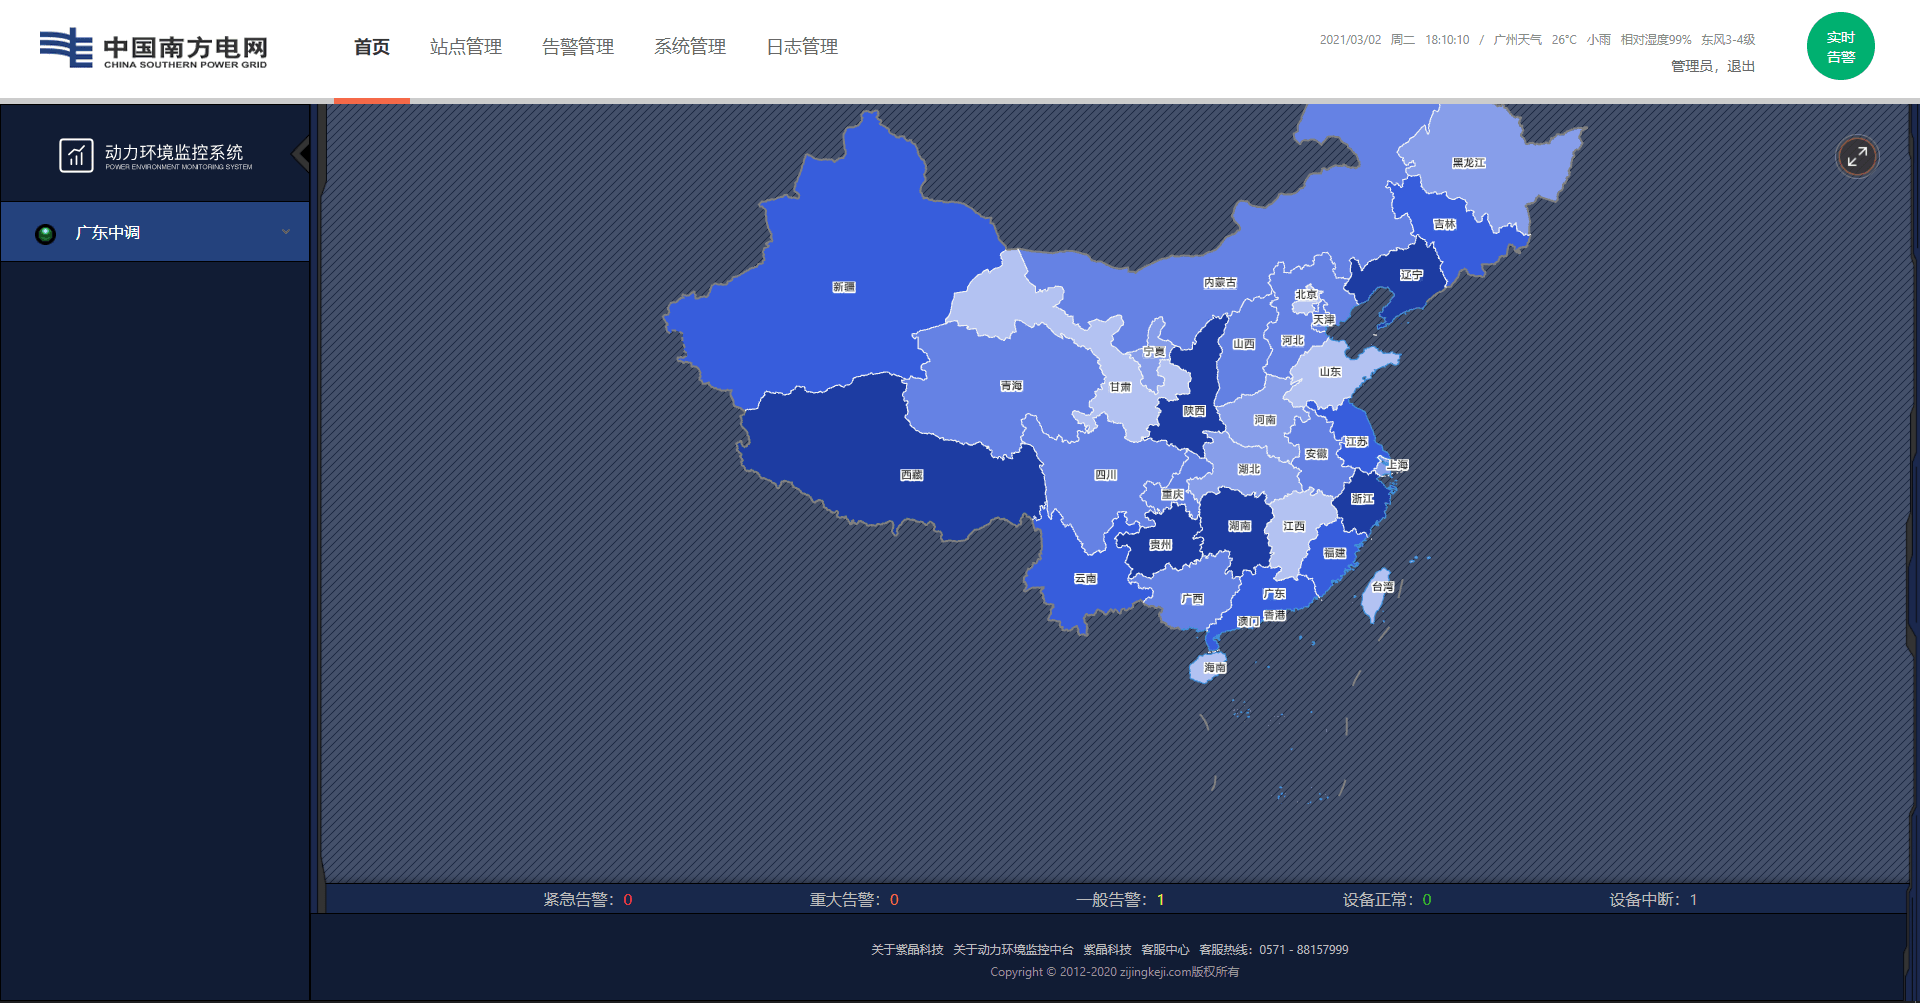 中国南方电网
CHINA SOUTHERN POWER GRID
首页 站点管理 告警管理 系统管理 日志管理
2021/03/02 周二 18:10:10 / 广州天气 26°C 小雨 相对湿度99% 东风3-4级
管理员，退出
实时
告警
动力环境监控系统
POWER ENVIRONMENT MONITORING SYSTEM
广东中调
黑龙江
吉林
辽宁
内蒙古
新疆
北京
天津
河北
山西
宁夏
山东
青海
甘肃
陕西
河南
江苏
安徽
上海
湖北
四川
西藏
重庆
浙江
湖南
江西
贵州
福建
云南
台湾
广东
广西
香港
澳门
海南
紧急告警：0 重大告警：0 一般告警：1 设备正常：0 设备中断：1
关于紫晶科技 关于动力环境监控中台 紫晶科技 客服中心 客服热线：0571 - 88157999
Copyright © 2012-2020 zijingkeji.com版权所有